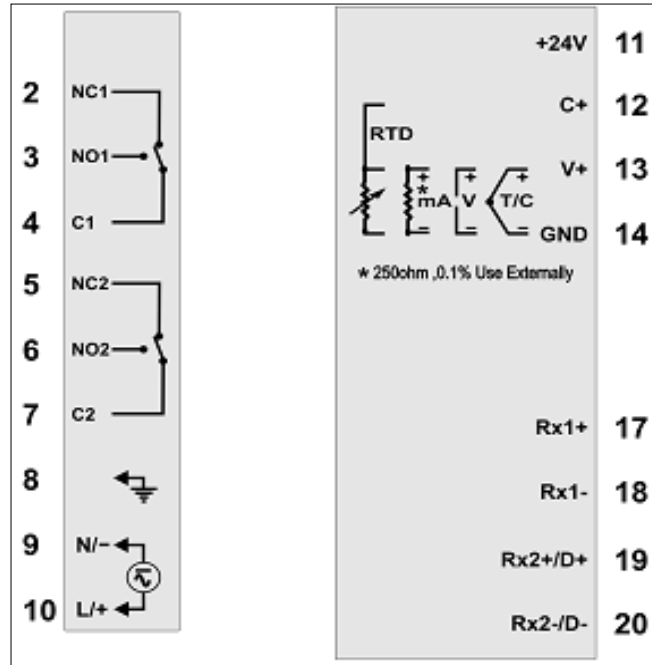 2 NC1
3 NO1
4 C1
5 NC2
6 NO2
7 C2
8
9 N/−
10 L/+
+24V 11
C+ 12
RTD
V+ 13
+ + +
* mA V T/C
− − −
GND 14
* 250ohm ,0.1% Use Externally
Rx1+ 17
Rx1- 18
Rx2+/D+ 19
Rx2-/D- 20